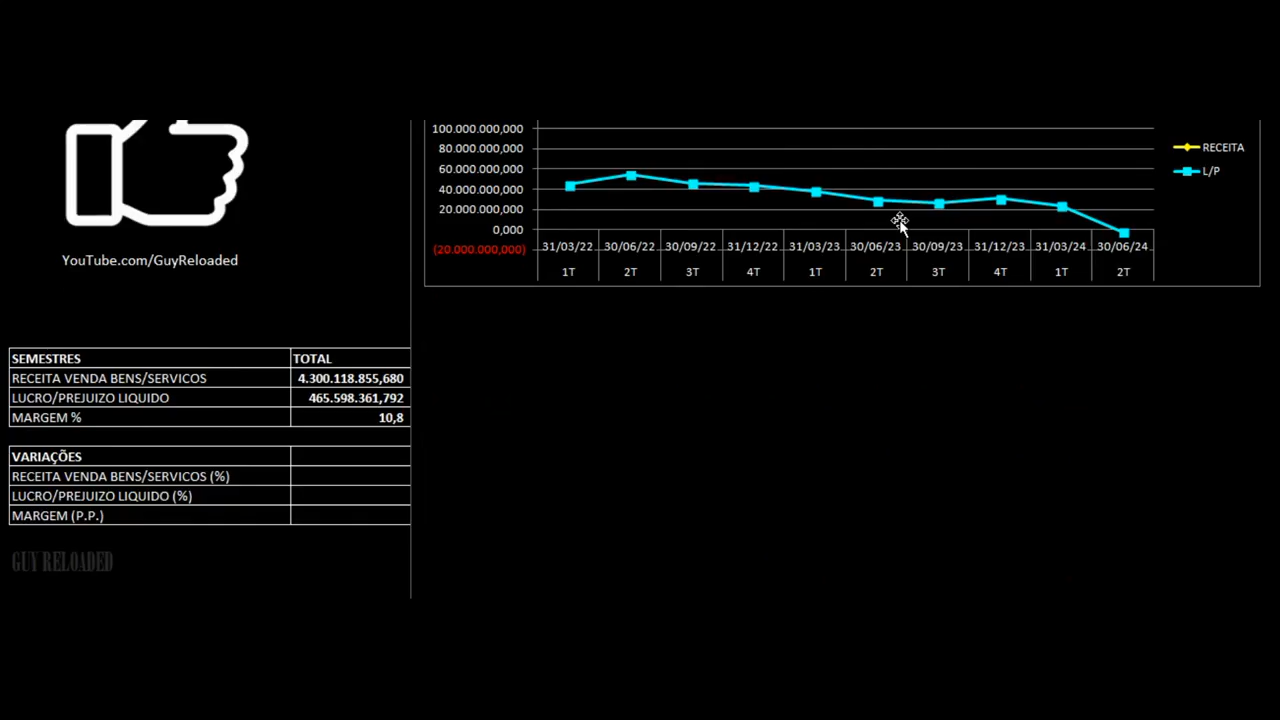 YouTube.com/GuyReloaded
100.000.000,000
80.000.000,000
60.000.000,000
40.000.000,000
20.000.000,000
0,000
(20.000.000,000)
31/03/22 30/06/22 30/09/22 31/12/22 31/03/23 30/06/23 30/09/23 31/12/23 31/03/24 30/06/24
1T 2T 3T 4T 1T 2T 3T 4T 1T 2T
RECEITA
L/P
SEMESTRES TOTAL
RECEITA VENDA BENS/SERVICOS 4.300.118.855,680
LUCRO/PREJUIZO LIQUIDO 465.598.361,792
MARGEM % 10,8
VARIAÇÕES
RECEITA VENDA BENS/SERVICOS (%)
LUCRO/PREJUIZO LIQUIDO (%)
MARGEM (P.P.)
GUY RELOADED